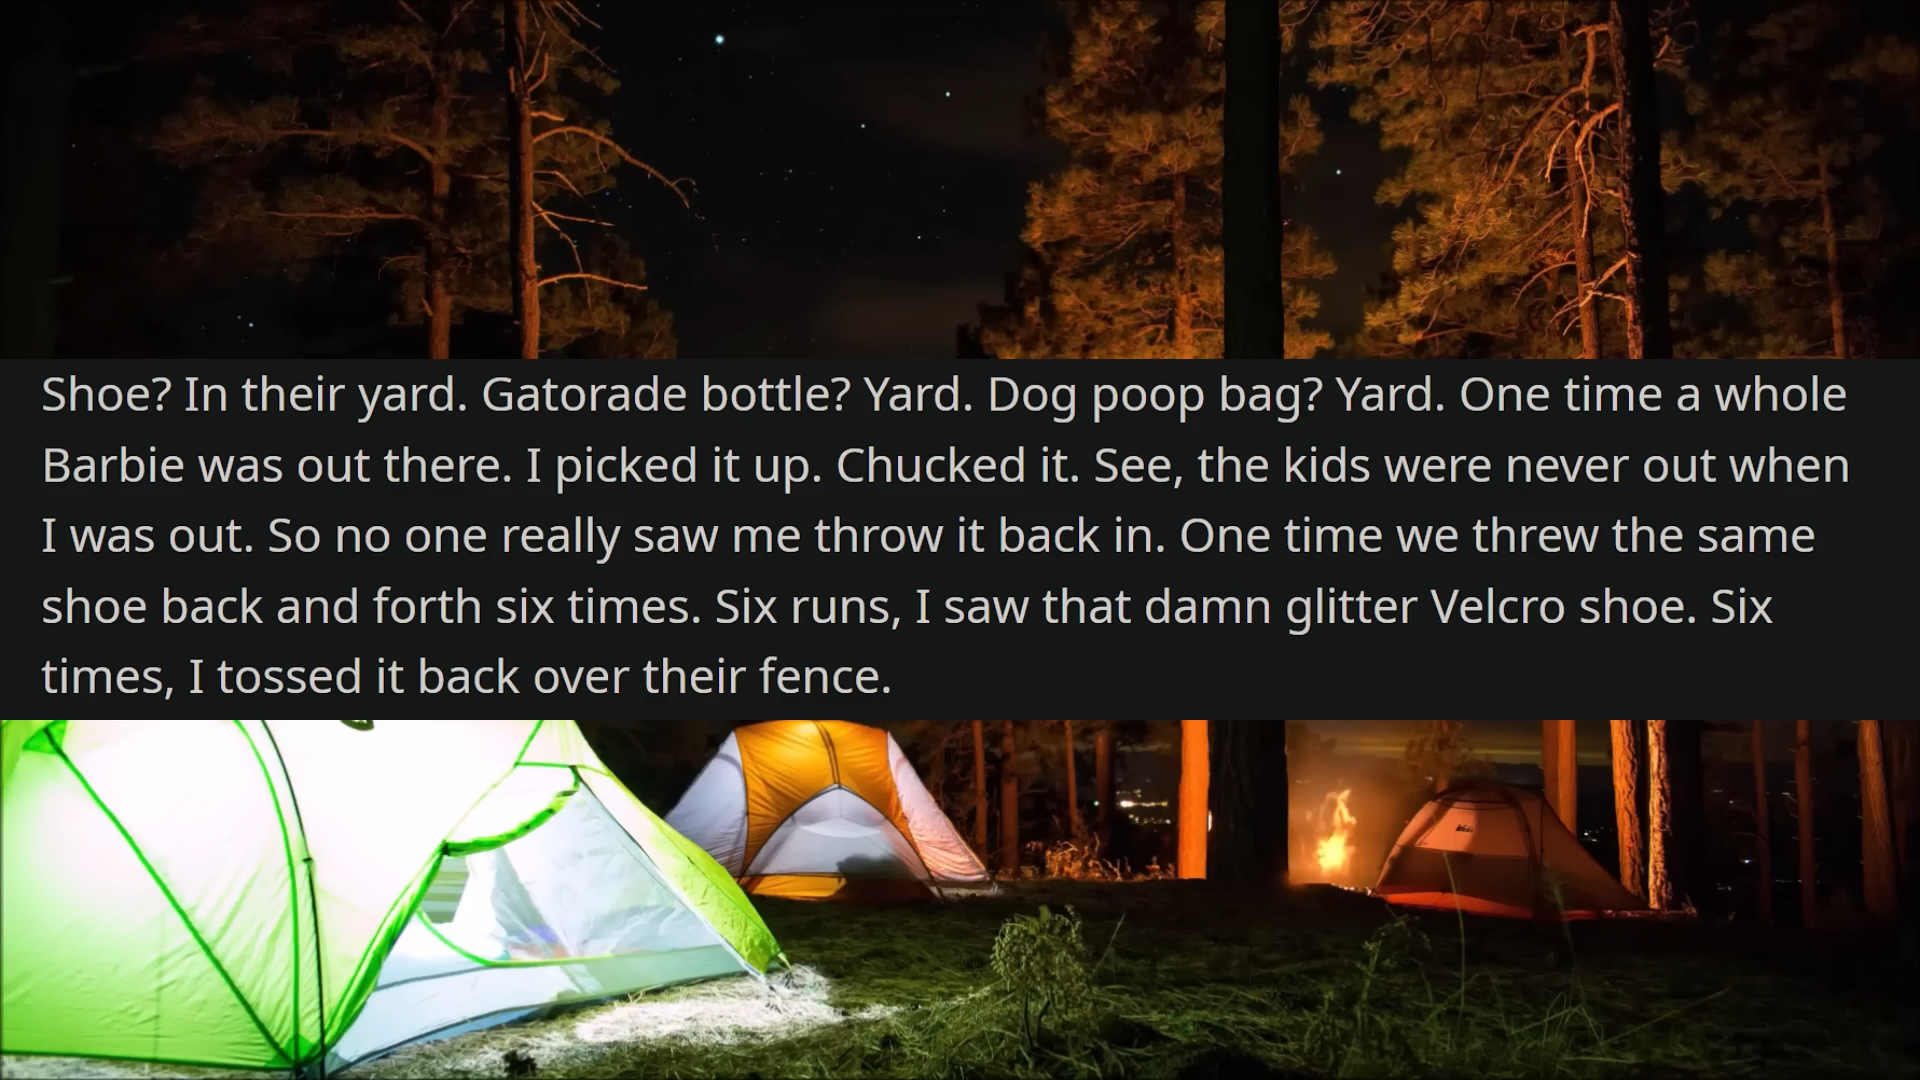 Shoe? In their yard. Gatorade bottle? Yard. Dog poop bag? Yard. One time a whole
Barbie was out there. I picked it up. Chucked it. See, the kids were never out when
I was out. So no one really saw me throw it back in. One time we threw the same
shoe back and forth six times. Six runs, I saw that damn glitter Velcro shoe. Six
times, I tossed it back over their fence.